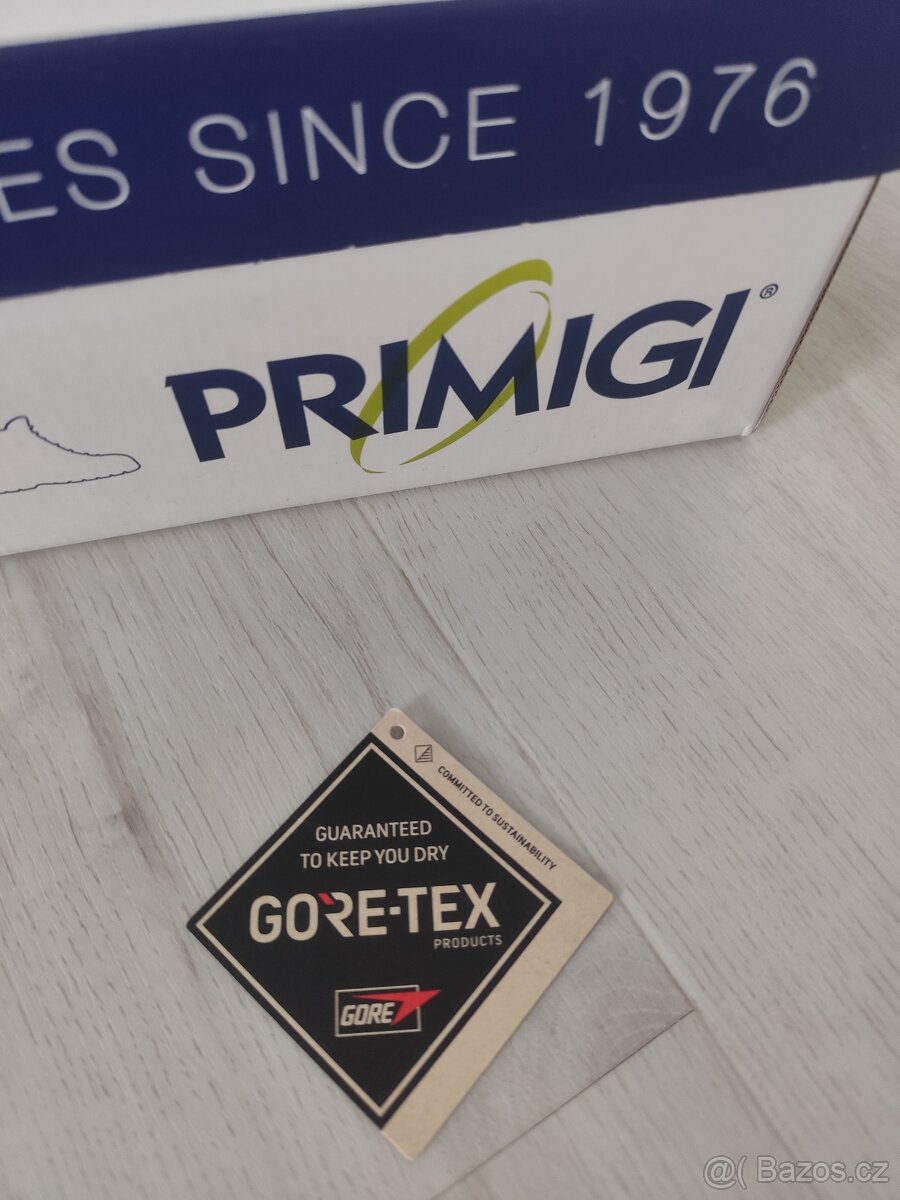 ES SINCE 1976
PRIMIGI®
COMMITTED TO SUSTAINABILITY
GUARANTEED
TO KEEP YOU DRY
GORE-TEX
PRODUCTS
GORE
@( Bazos.cz